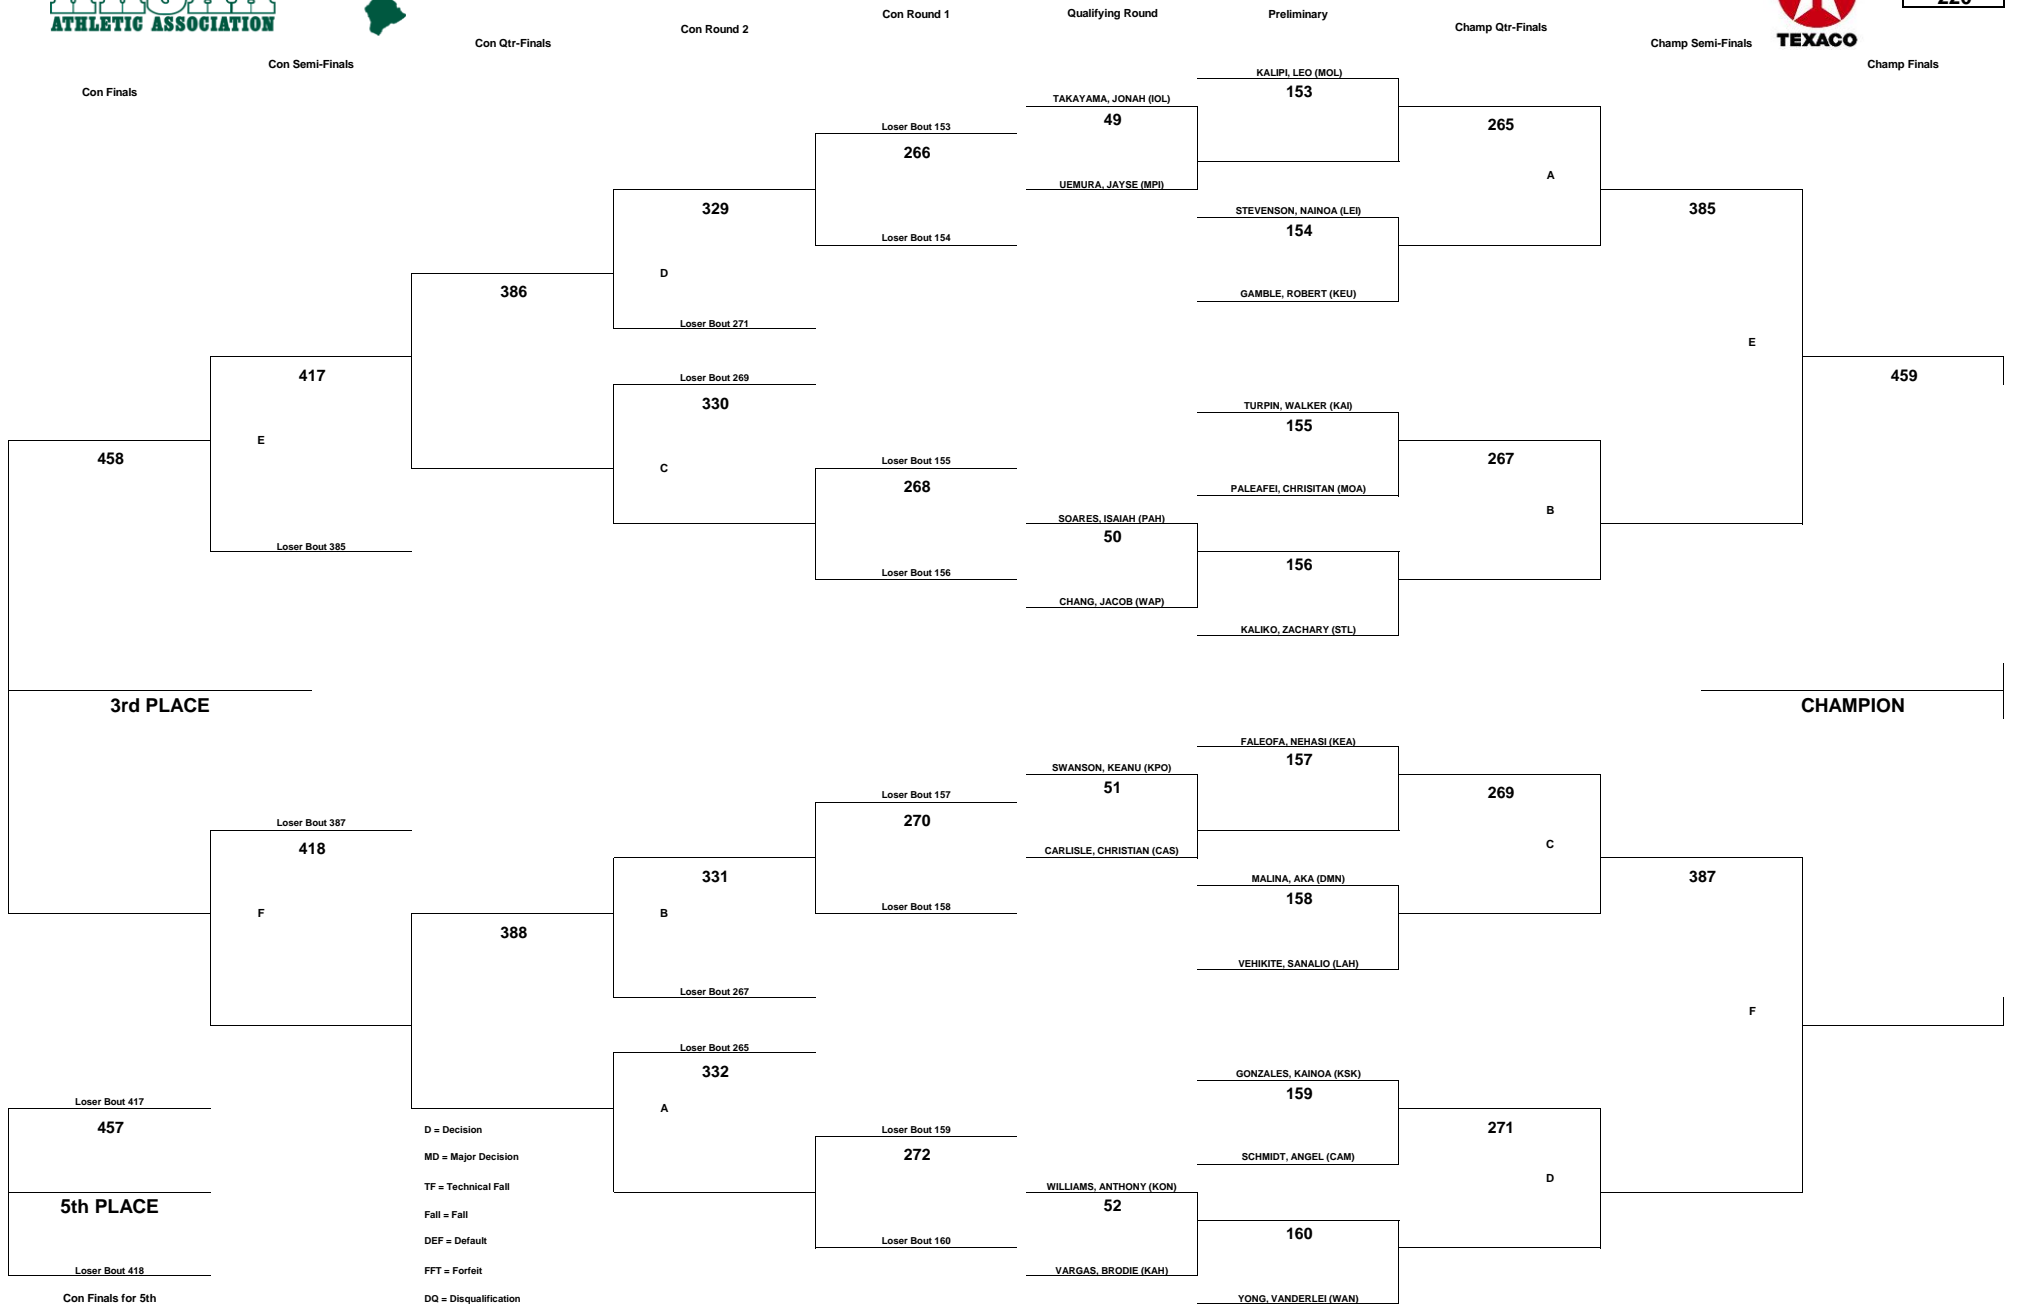 ATHLETIC ASSOCIATION
TEXACO
Con Finals
Con Semi-Finals
Con Qtr-Finals
Con Round 2
Con Round 1
Qualifying Round
Preliminary
Champ Qtr-Finals
Champ Semi-Finals
Champ Finals
KALIPI, LEO (MOL)
153
TAKAYAMA, JONAH (IOL)
49
UEMURA, JAYSE (MPI)
STEVENSON, NAINOA (LEI)
154
GAMBLE, ROBERT (KEU)
265
A
TURPIN, WALKER (KAI)
155
PALEAFEI, CHRISITAN (MOA)
SOARES, ISAIAH (PAH)
50
CHANG, JACOB (WAP)
156
KALIKO, ZACHARY (STL)
267
B
385
E
459
Loser Bout 153
266
Loser Bout 154
329
D
Loser Bout 271
Loser Bout 269
330
C
Loser Bout 155
268
Loser Bout 156
386
417
E
Loser Bout 385
458
3rd PLACE
CHAMPION
FALEOFA, NEHASI (KEA)
157
SWANSON, KEANU (KPO)
51
CARLISLE, CHRISTIAN (CAS)
MALINA, AKA (DMN)
158
VEHIKITE, SANALIO (LAH)
269
C
387
F
GONZALES, KAINOA (KSK)
159
SCHMIDT, ANGEL (CAM)
271
D
WILLIAMS, ANTHONY (KON)
52
VARGAS, BRODIE (KAH)
160
YONG, VANDERLEI (WAN)
Loser Bout 157
270
Loser Bout 158
331
B
Loser Bout 267
Loser Bout 265
332
A
Loser Bout 159
272
Loser Bout 160
388
Loser Bout 387
418
F
Loser Bout 417
457
5th PLACE
Loser Bout 418
Con Finals for 5th
D = Decision
MD = Major Decision
TF = Technical Fall
Fall = Fall
DEF = Default
FFT = Forfeit
DQ = Disqualification